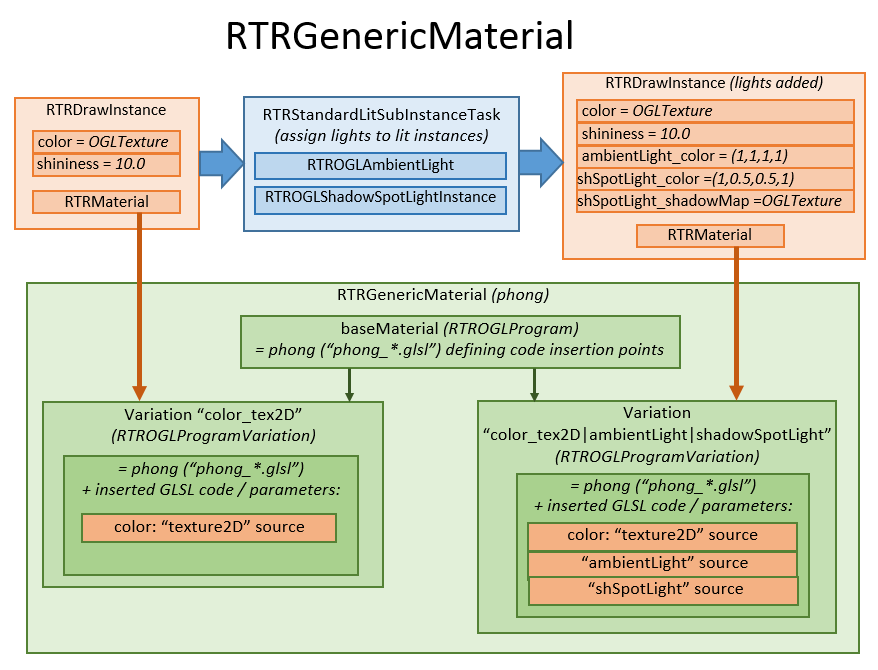 RTRGenericMaterial
RTRDrawInstance
color = OGLTexture
shininess = 10.0
RTRMaterial
RTRStandardLitSubInstanceTask
(assign lights to lit instances)
RTROGLAmbientLight
RTROGLShadowSpotLightInstance
RTRDrawInstance (lights added)
color = OGLTexture
shininess = 10.0
ambientLight_color = (1,1,1,1)
shSpotLight_color =(1,0.5,0.5,1)
shSpotLight_shadowMap =OGLTexture
RTRMaterial
RTRGenericMaterial (phong)
baseMaterial (RTROGLProgram)
= phong (“phong_*.glsl”) defining code insertion points
Variation “color_tex2D”
(RTROGLProgramVariation)
= phong (“phong_*.glsl”)
+ inserted GLSL code / parameters:
color: “texture2D” source
Variation
“color_tex2D|ambientLight|shadowSpotLight”
(RTROGLProgramVariation)
= phong (“phong_*.glsl”)
+ inserted GLSL code / parameters:
color: “texture2D” source
“ambientLight” source
“shSpotLight” source